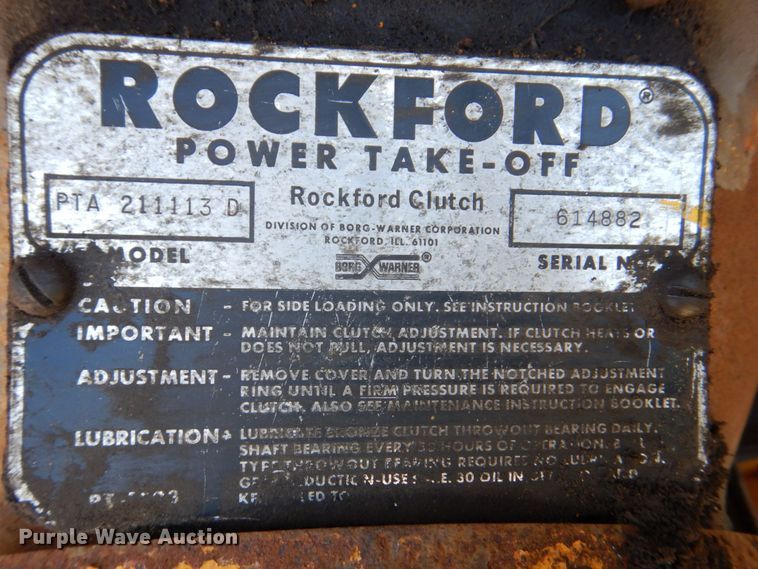 ROCKFORD®
POWER TAKE-OFF
PTA 211113 D
Rockford Clutch
614882
DIVISION OF BORG-WARNER CORPORATION
ROCKFORD, ILL. 61101
MODEL
BORG WARNER®
SERIAL
CAUTION - FOR SIDE LOADING ONLY. SEE INSTRUCTION BOOKLET
IMPORTANT - MAINTAIN CLUTCH ADJUSTMENT. IF CLUTCH HEATS OR
DOES NOT PULL, ADJUSTMENT IS NECESSARY.
ADJUSTMENT - REMOVE COVER AND TURN THE NOTCHED ADJUSTMENT
RING UNTIL A FIRM PRESSURE IS REQUIRED TO ENGAGE
CLUTCH. ALSO SEE MAINTENANCE INSTRUCTION BOOKLET.
LUBRICATION - LUBRICATE BRONZE CLUTCH THROWOUT BEARING DAILY.
SHAFT BEARING EVERY HOURS OF OPERATION.
TYPE THROWOUT BEARING REQUIRES NO
USE 30 OIL IN
TO
Purple Wave Auction